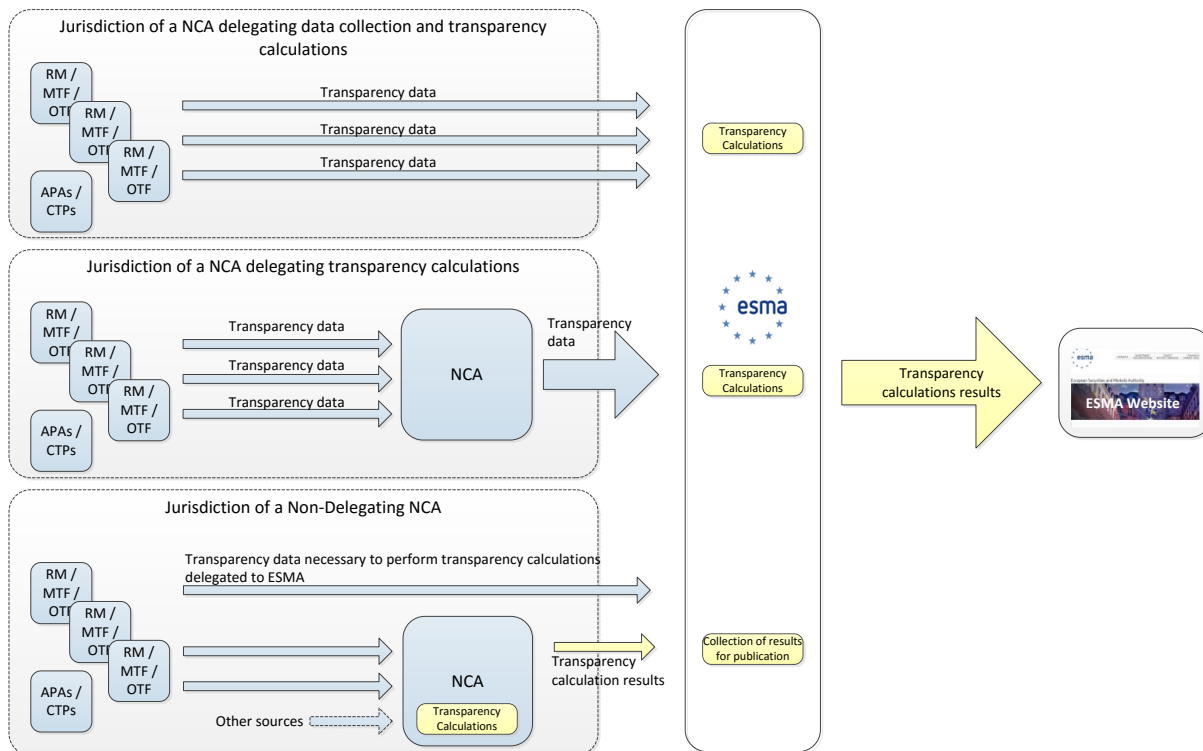 Jurisdiction of a NCA delegating data collection and transparency
calculations
RM /
MTF /
OTF
RM /
MTF /
OTF
RM /
MTF /
OTF
APAs /
CTPs
Transparency data
Transparency data
Transparency data
Transparency
Calculations
Jurisdiction of a NCA delegating transparency calculations
RM /
MTF /
OTF
RM /
MTF /
OTF
RM /
MTF /
OTF
APAs /
CTPs
Transparency data
Transparency data
Transparency data
NCA
Transparency
data
esma
Transparency
Calculations
Transparency
calculations results
esma
European Securities and Markets Authority
ESMA Website
Jurisdiction of a Non-Delegating NCA
Transparency data necessary to perform transparency calculations
delegated to ESMA
RM /
MTF /
OTF
RM /
MTF /
OTF
RM /
MTF /
OTF
APAs /
CTPs
Other sources
NCA
Transparency
Calculations
Transparency
calculation results
Collection of results
for publication